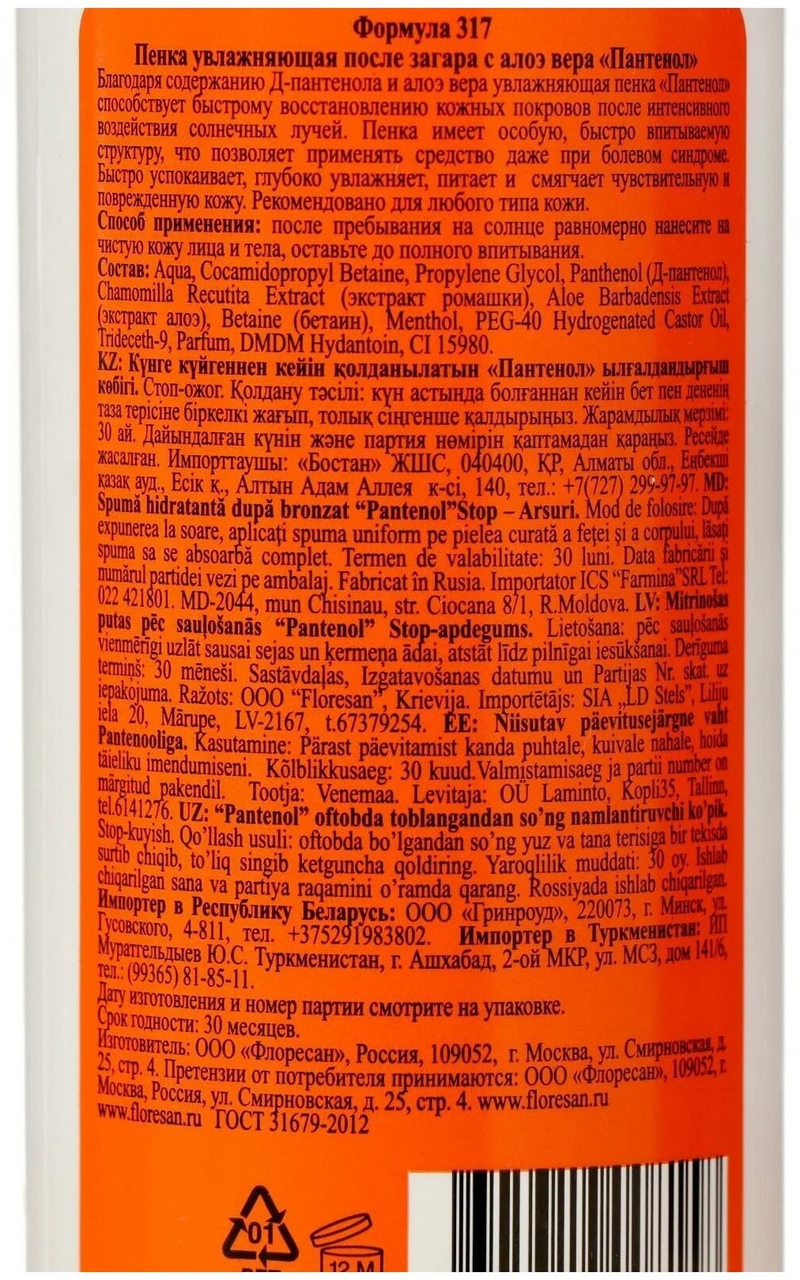 Формула 317
Пенка увлажняющая после загара с алоэ вера «Пантенол»
Благодаря содержанию Д-пантенола и алоэ вера увлажняющая пенка «Пантенол»
способствует быстрому восстановлению кожных покровов после интенсивного
воздействия солнечных лучей. Пенка имеет особую, быстро впитываемую
структуру, что позволяет применять средство даже при болевом синдроме.
Быстро успокаивает, глубоко увлажняет, питает и смягчает чувствительную и
поврежденную кожу. Рекомендовано для любого типа кожи.
Способ применения: после пребывания на солнце равномерно нанесите на
чистую кожу лица и тела, оставьте до полного впитывания.
Состав: Aqua, Cocamidopropyl Betaine, Propylene Glycol, Panthenol (Д-пантенол),
Chamomilla Recutita Extract (экстракт ромашки), Aloe Barbadensis Extract
(экстракт алоэ), Betaine (бетаин), Menthol, PEG-40 Hydrogenated Castor Oil,
Trideceth-9, Parfum, DMDM Hydantoin, CI 15980.
KZ: Күнге күйгеннен кейін қолданылатын «Пантенол» ылғалдандырғыш
көбігі. Стоп-ожог. Қолдану тәсілі: күн астында болғаннан кейін бет пен дененің
таза терісіне біркелкі жағып, толық сіңгенше қалдырыңыз. Жарамдылық мерзімі:
30 ай. Дайындалған күнін және партия нөмірін қаптамадан қараңыз. Ресейде
жасалған. Импорттаушы: «Бостан» ЖШС, 040400, ҚР, Алматы обл., Еңбекші
қазақ ауд., Есік қ., Алтын Адам Аллея к-сі, 140, тел.: +7(727) 299-97-97. MD:
Spumă hidratantă după bronzat “Pantenol”Stop – Arsuri. Mod de folosire: După
expunerea la soare, aplicați spuma uniform pe pielea curată a feței și a corpului, lăsați
spuma sa se absoarbă complet. Termen de valabilitate: 30 luni. Data fabricării și
numărul partidei vezi pe ambalaj. Fabricat în Rusia. Importator ICS “Farmina”SRL Tel:
022 421801. MD-2044, mun Chisinau, str. Ciocana 8/1, R.Moldova. LV: Mitrinošas
putas pēc sauļošanās “Pantenol” Stop-apdegums. Lietošana: pēc sauļošanās
vienmērīgi uzlāt sausai sejas un ķermeņa ādai, atstāt līdz pilnīgai iesūkšanai. Derīguma
termiņš: 30 mēneši. Sastāvdaļas, Izgatavošanas datumu un Partijas Nr. skat. uz
iepakojuma. Ražots: ООО “Floresan”, Krievija. Importētājs: SIA „LD Stels”, Liliju
iela 20, Mārupe, LV-2167, t.67379254. EE: Niisutav päevitusejärgne vaht
Pantenooliga. Kasutamine: Pärast päevitamist kanda puhtale, kuivale nahale, hoida
täieliku imendumiseni. Kõlblikkusaeg: 30 kuud.Valmistamisaeg ja partii number on
märgitud pakendil. Tootja: Venemaa. Levitaja: OÜ Laminto, Kopli35, Tallinn,
tel.6141276. UZ: “Pantenol” oftobda toblangandan so’ng namlantiruvchi ko’pik.
Stop-kuyish. Qo’llash usuli: oftobda bo’lgandan so’ng yuz va tana terisiga bir tekisda
surtib chiqib, to’liq singib ketguncha qoldiring. Yaroqlilik muddati: 30 oy. Ishlab
chiqarilgan sana va partiya raqamini o’ramda qarang. Rossiyada ishlab chiqarilgan.
Импортер в Республику Беларусь: ООО «Гринроуд», 220073, г. Минск, ул.
Гусовского, 4-811, тел. +375291983802. Импортер в Туркменистан: ИП
Мурaтгельдыев Ю.С. Туркменистан, г. Ашхабад, 2-ой МКР, ул. МСЗ, дом 141/6,
тел.: (99365) 81-85-11.
Дату изготовления и номер партии смотрите на упаковке.
Срок годности: 30 месяцев.
Изготовитель: ООО «Флоресан», Россия, 109052, г. Москва, ул. Смирновская, д.
25, стр. 4. Претензии от потребителя принимаются: ООО «Флоресан», 109052, г.
Москва, Россия, ул. Смирновская, д. 25, стр. 4. www.floresan.ru
www.floresan.ru ГОСТ 31679-2012
01
12 M